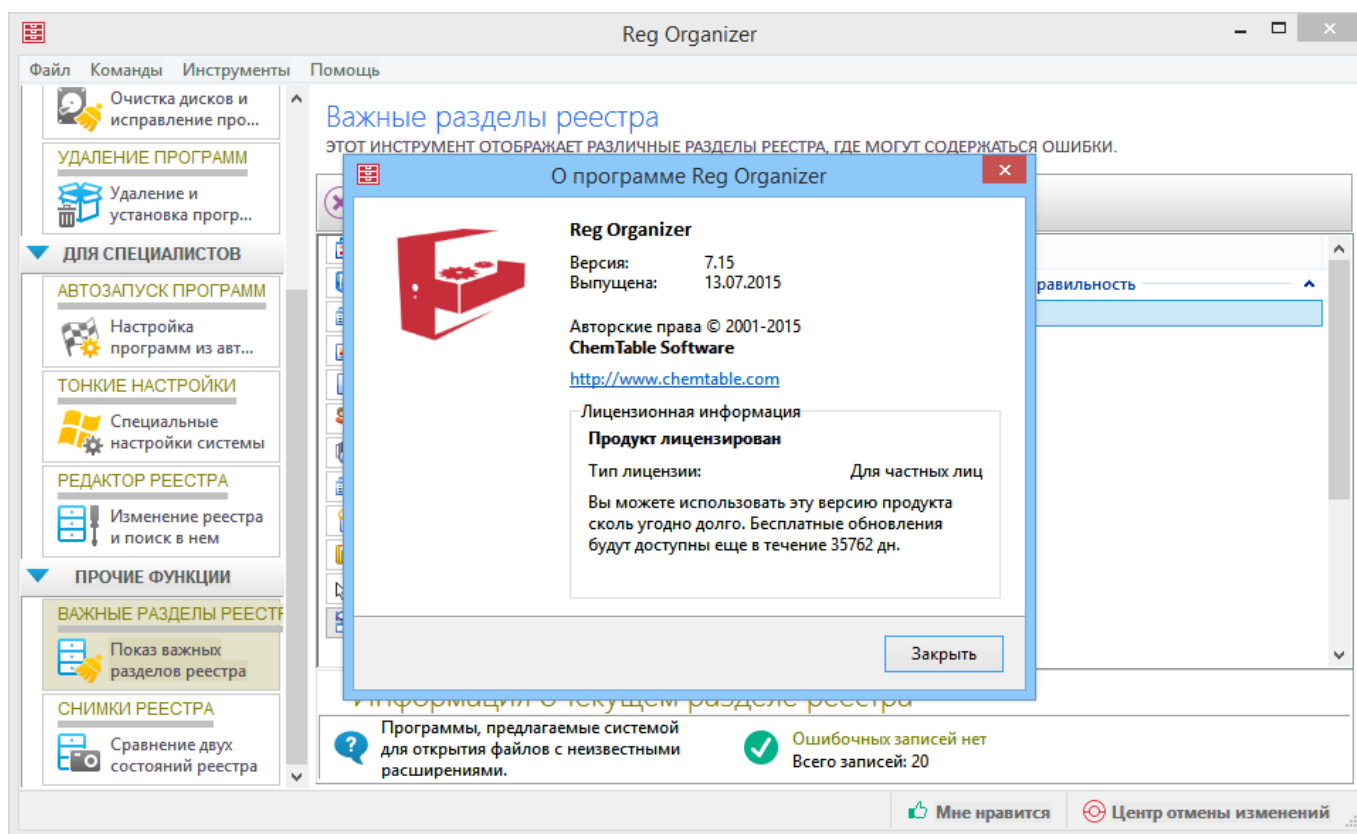 Reg Organizer
Файл Команды Инструменты Помощь
Очистка дисков и
исправление про...
УДАЛЕНИЕ ПРОГРАММ
Удаление и
установка прогр...
ДЛЯ СПЕЦИАЛИСТОВ
АВТОЗАПУСК ПРОГРАММ
Настройка
программ из авт...
ТОНКИЕ НАСТРОЙКИ
Специальные
настройки системы
РЕДАКТОР РЕЕСТРА
Изменение реестра
и поиск в нем
ПРОЧИЕ ФУНКЦИИ
ВАЖНЫЕ РАЗДЕЛЫ РЕЕСТР
Показ важных
разделов реестра
СНИМКИ РЕЕСТРА
Сравнение двух
состояний реестра
Важные разделы реестра
ЭТОТ ИНСТРУМЕНТ ОТОБРАЖАЕТ РАЗЛИЧНЫЕ РАЗДЕЛЫ РЕЕСТРА, ГДЕ МОГУТ СОДЕРЖАТЬСЯ ОШИБКИ.
равильность
О программе Reg Organizer
Reg Organizer
Версия: 7.15
Выпущена: 13.07.2015
Авторские права © 2001-2015
ChemTable Software
http://www.chemtable.com
Лицензионная информация
Продукт лицензирован
Тип лицензии: Для частных лиц
Вы можете использовать эту версию продукта
сколь угодно долго. Бесплатные обновления
будут доступны еще в течение 35762 дн.
Закрыть
Информация о текущем разделе реестра
Программы, предлагаемые системой
для открытия файлов с неизвестными
расширениями.
Ошибочных записей нет
Всего записей: 20
Мне нравится
Центр отмены изменений